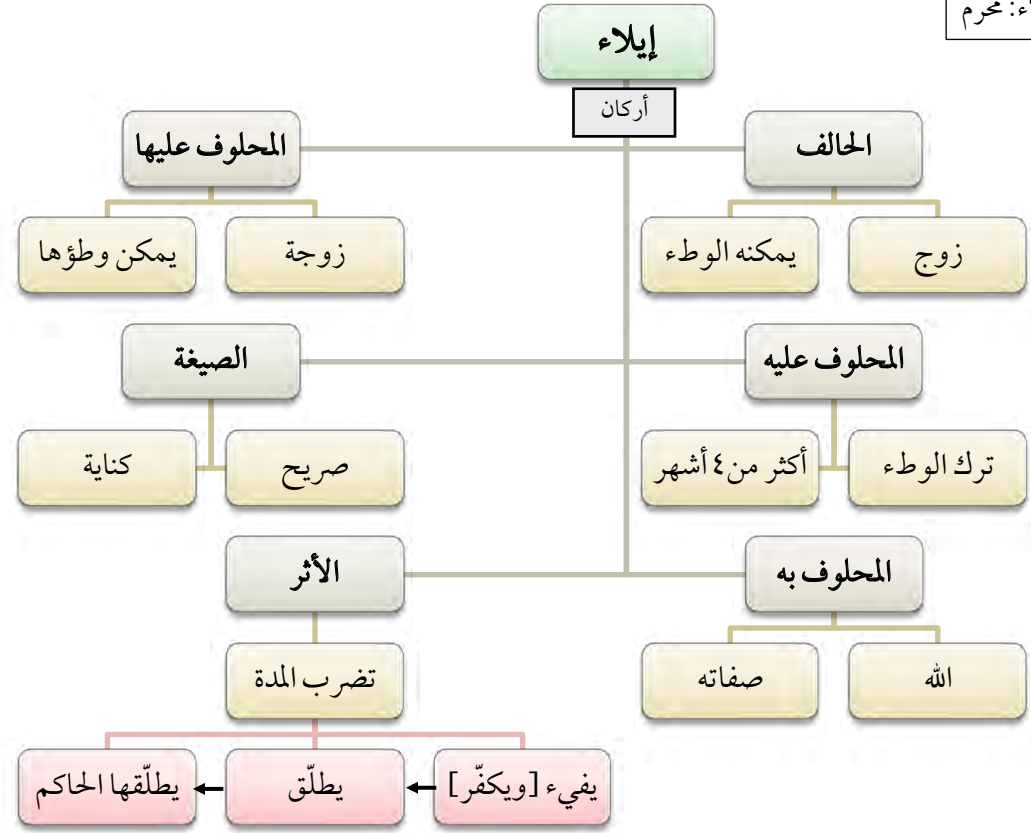 ء: محرم
إيلاء
أركان
الحالف
المحلوف عليها
زوج
يمكنه الوطء
زوجة
يمكن وطؤها
المحلوف عليه
الصيغة
ترك الوطء
أكثر من ٤ أشهر
صريح
كناية
المحلوف به
الأثر
الله
صفاته
تضرب المدة
يفيء [ويكفّر]
يطلّق
يطلّقها الحاكم